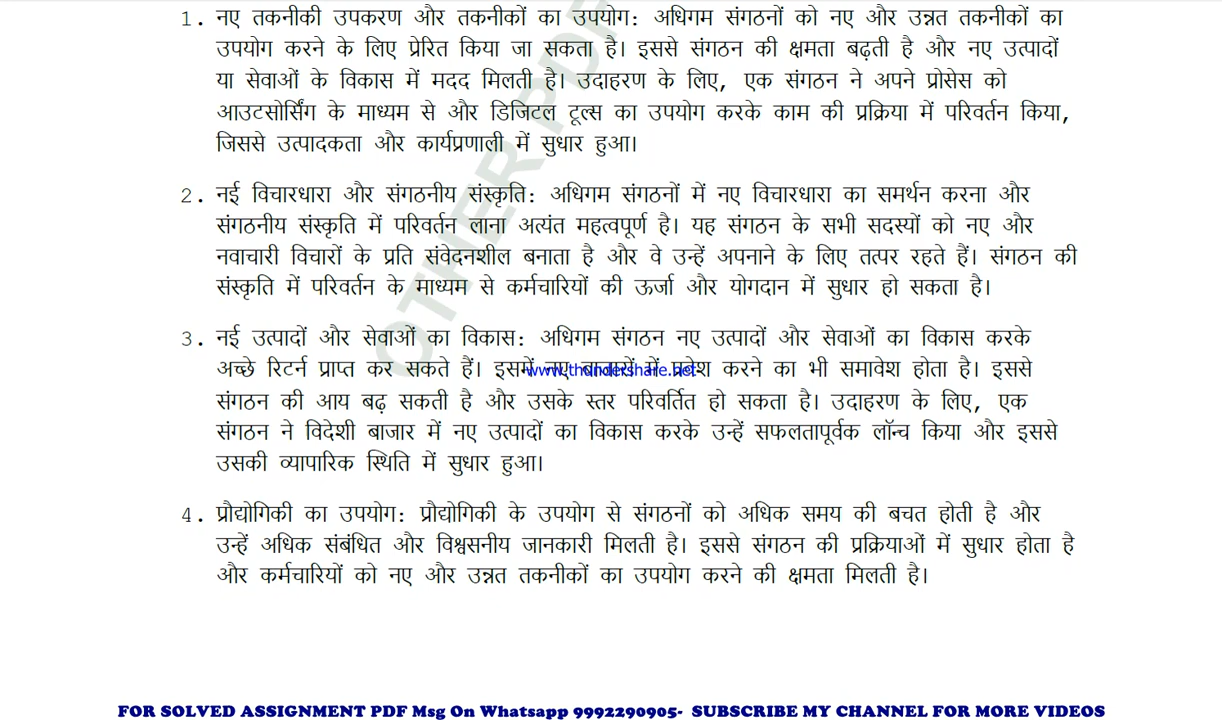 1. नए तकनीकी उपकरण और तकनीकों का उपयोग: अधिगम संगठनों को नए और उन्नत तकनीकों का
उपयोग करने के लिए प्रेरित किया जा सकता है। इससे संगठन की क्षमता बढ़ती है और नए उत्पादों
या सेवाओं के विकास में मदद मिलती है। उदाहरण के लिए, एक संगठन ने अपने प्रोसेस को
आउटसोर्सिंग के माध्यम से और डिजिटल टूल्स का उपयोग करके काम की प्रक्रिया में परिवर्तन किया,
जिससे उत्पादकता और कार्यप्रणाली में सुधार हुआ।
2. नई विचारधारा और संगठनीय संस्कृति: अधिगम संगठनों में नए विचारधारा का समर्थन करना और
संगठनीय संस्कृति में परिवर्तन लाना अत्यंत महत्वपूर्ण है। यह संगठन के सभी सदस्यों को नए और
नवाचारी विचारों के प्रति संवेदनशील बनाता है और वे उन्हें अपनाने के लिए तत्पर रहते हैं। संगठन की
संस्कृति में परिवर्तन के माध्यम से कर्मचारियों की ऊर्जा और योगदान में सुधार हो सकता है।
3. नई उत्पादों और सेवाओं का विकास: अधिगम संगठन नए उत्पादों और सेवाओं का विकास करके
अच्छे रिटर्न प्राप्त कर सकते हैं। इसमें नए बाजारों में प्रवेश करने का भी समावेश होता है। इससे
www.thundershare.net
संगठन की आय बढ़ सकती है और उसके स्तर परिवर्तित हो सकता है। उदाहरण के लिए, एक
संगठन ने विदेशी बाजार में नए उत्पादों का विकास करके उन्हें सफलतापूर्वक लॉन्च किया और इससे
उसकी व्यापारिक स्थिति में सुधार हुआ।
4. प्रौद्योगिकी का उपयोग: प्रौद्योगिकी के उपयोग से संगठनों को अधिक समय की बचत होती है और
उन्हें अधिक संबंधित और विश्वसनीय जानकारी मिलती है। इससे संगठन की प्रक्रियाओं में सुधार होता है
और कर्मचारियों को नए और उन्नत तकनीकों का उपयोग करने की क्षमता मिलती है।
OTHER PDF
FOR SOLVED ASSIGNMENT PDF Msg On Whatsapp 9992290905- SUBSCRIBE MY CHANNEL FOR MORE VIDEOS